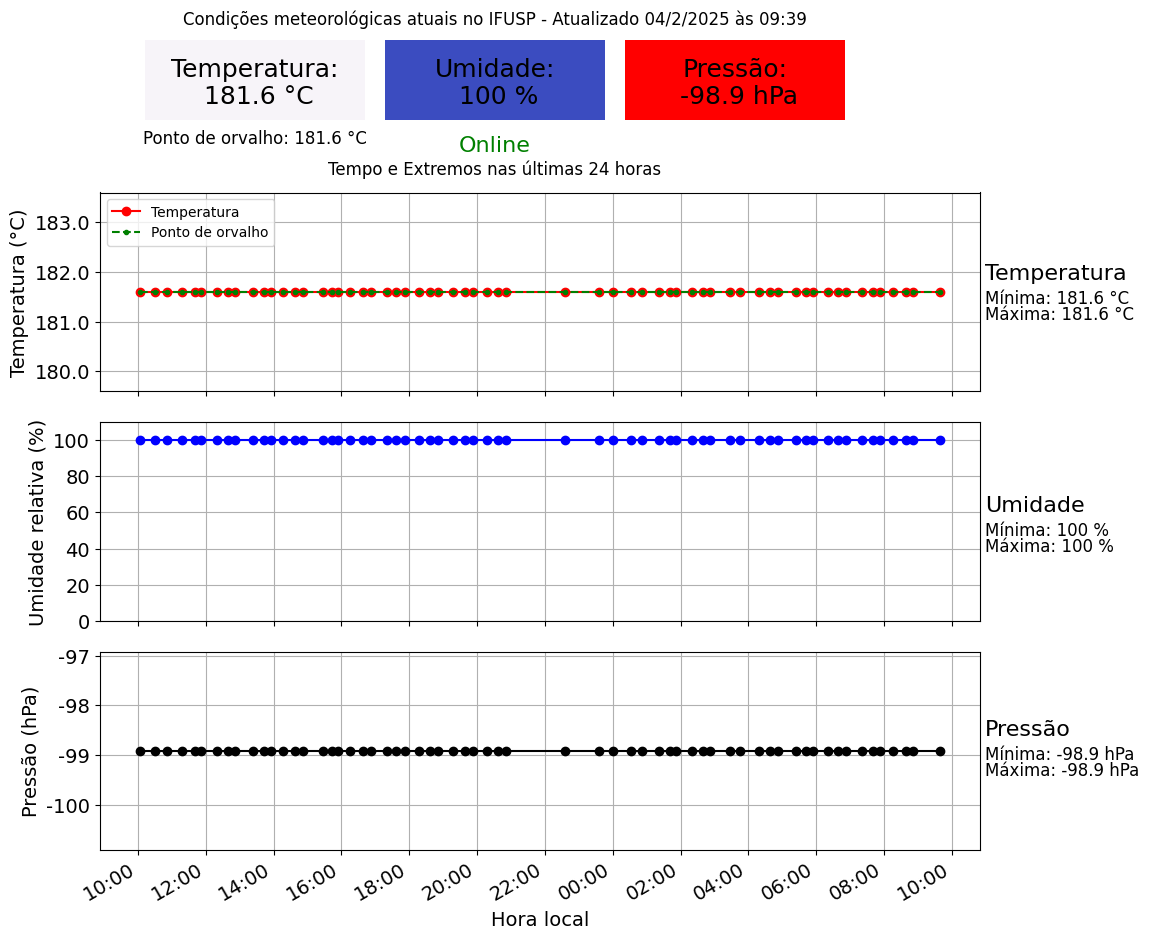 Condições meteorológicas atuais no IFUSP - Atualizado 04/2/2025 às 09:39
Temperatura:
181.6 °C
Umidade:
100 %
Pressão:
-98.9 hPa
Ponto de orvalho: 181.6 °C
Online
Tempo e Extremos nas últimas 24 horas
Temperatura (°C)
183.0
182.0
181.0
180.0
Temperatura
Ponto de orvalho
Temperatura
Mínima: 181.6 °C
Máxima: 181.6 °C
Umidade relativa (%)
100
80
60
40
20
0
Umidade
Mínima: 100 %
Máxima: 100 %
Pressão (hPa)
-97
-98
-99
-100
Pressão
Mínima: -98.9 hPa
Máxima: -98.9 hPa
10:00 12:00 14:00 16:00 18:00 20:00 22:00 00:00 02:00 04:00 06:00 08:00 10:00
Hora local